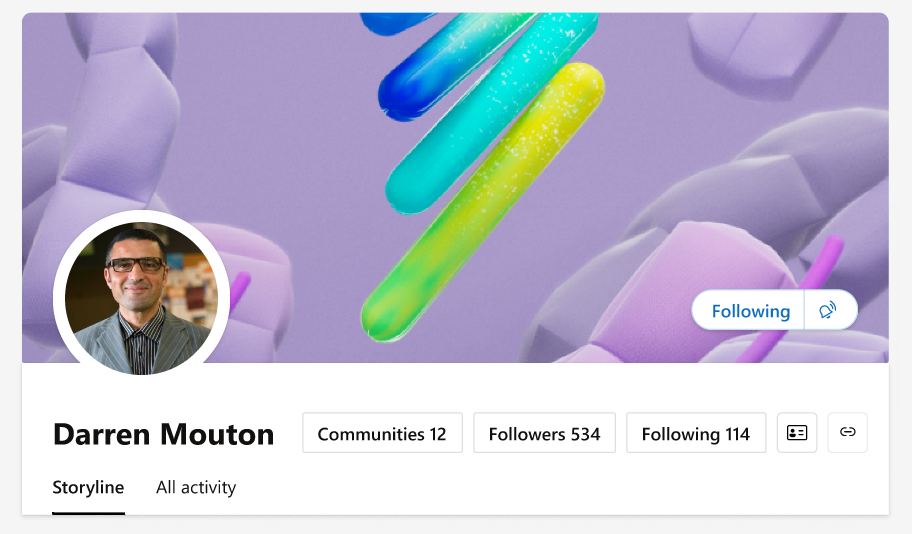 Following
Darren Mouton
Communities 12
Followers 534
Following 114
Storyline
All activity